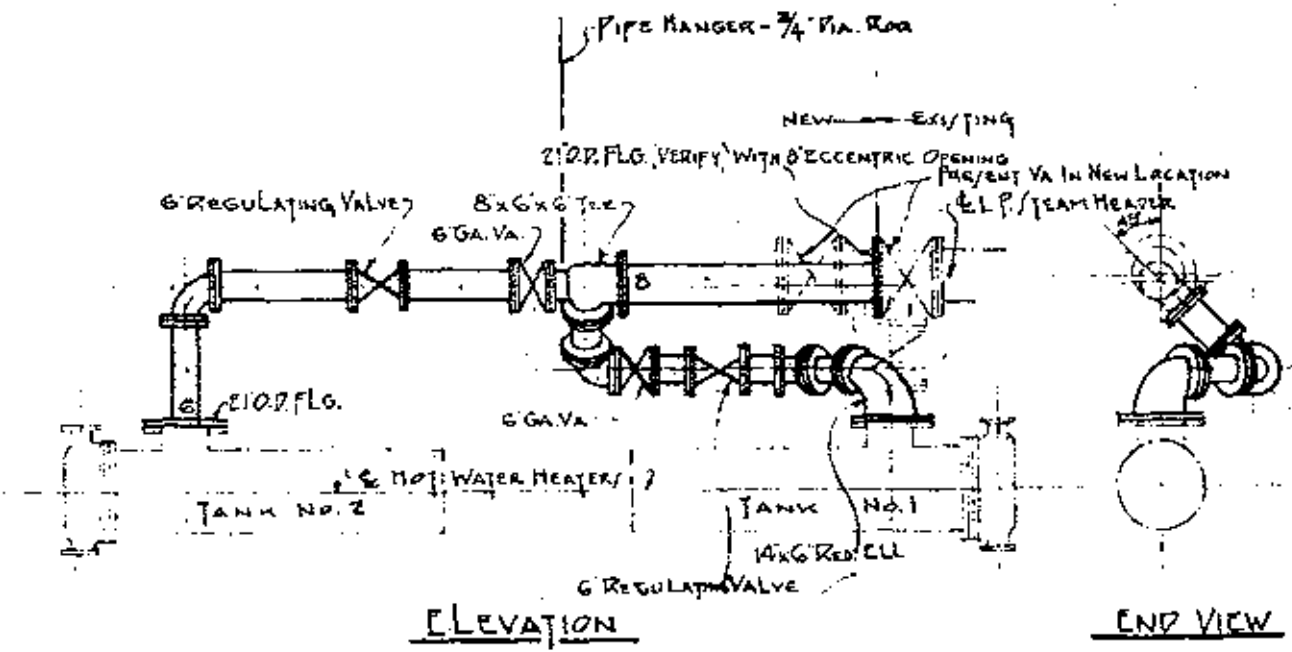 PIPE HANGER - 3/4" DIA. ROD
NEW EXISTING
21"O.D. FLG. (VERIFY) WITH 8" ECCENTRIC OPENING
PRESENT VA IN NEW LOCATION
℄ L.P. STEAM HEADER
6" REGULATING VALVE
8"x6"x6" TEE
6" GA. VA.
45°
8
6
21"O.D. FLG.
6" GA. VA
℄ HOT WATER HEATERS
TANK NO. 2
TANK NO. 1
14"x6" RED. ELL
6" REGULATING VALVE
ELEVATION
END VIEW